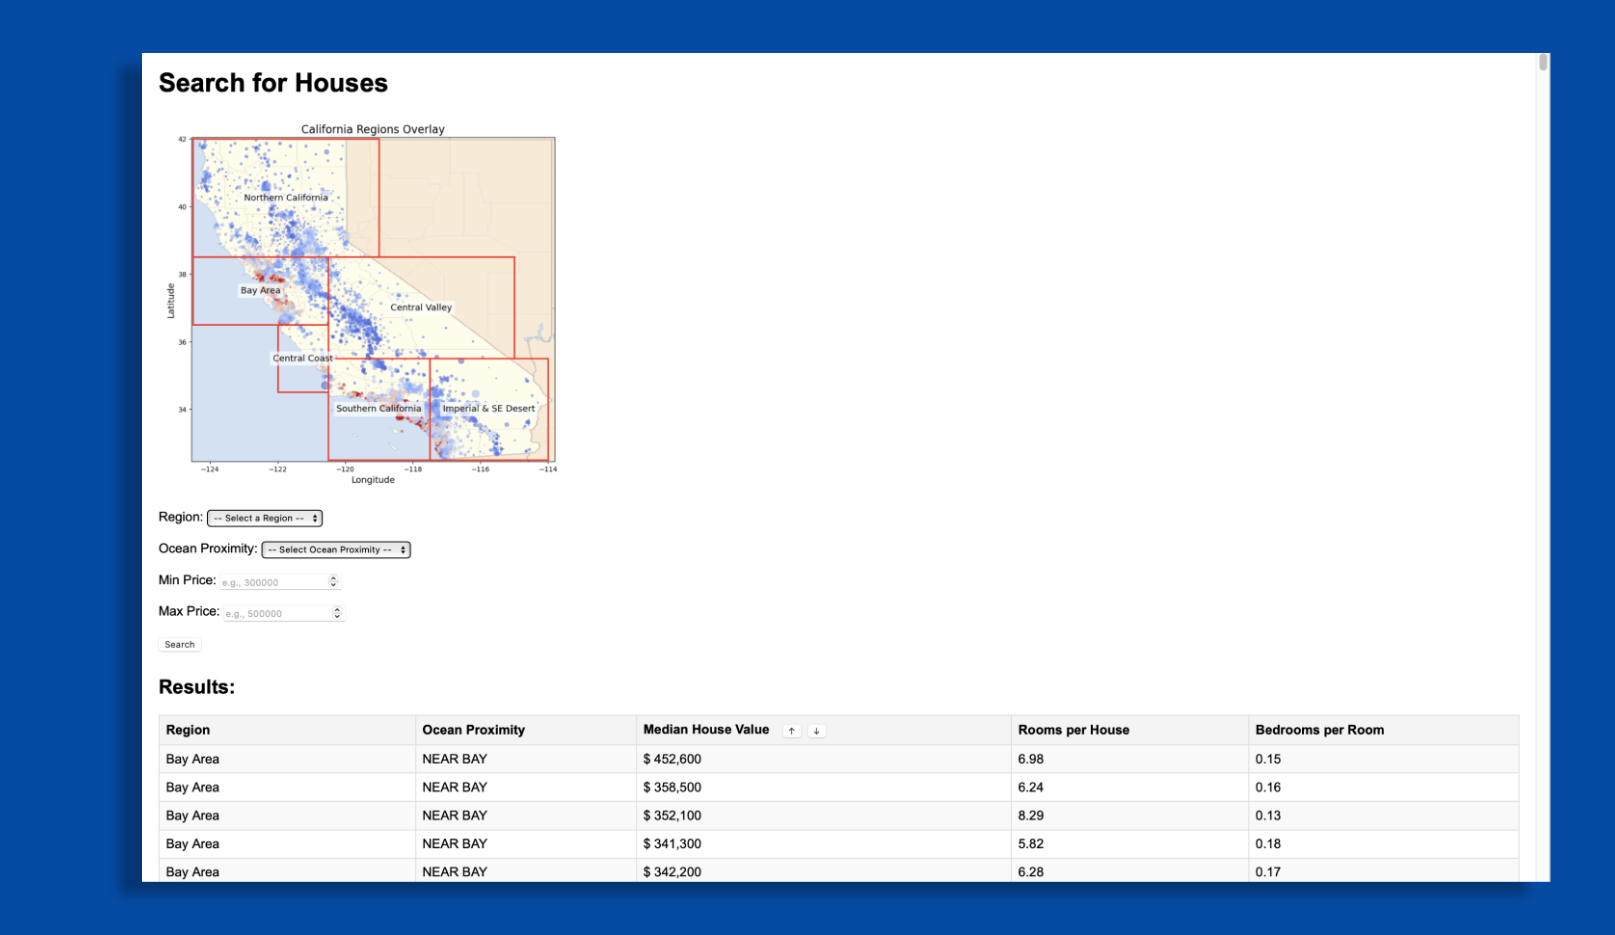 Search for Houses
California Regions Overlay
42
Northern California
40
38
Bay Area
Central Valley
Latitude
36
Central Coast
34
Southern California
Imperial & SE Desert
−124 −122 −120 −118 −116 −114
Longitude
Region: -- Select a Region --
Ocean Proximity: -- Select Ocean Proximity --
Min Price: e.g., 300000
Max Price: e.g., 500000
Search
Results:
Region Ocean Proximity Median House Value ↑ ↓ Rooms per House Bedrooms per Room
Bay Area NEAR BAY $ 452,600 6.98 0.15
Bay Area NEAR BAY $ 358,500 6.24 0.16
Bay Area NEAR BAY $ 352,100 8.29 0.13
Bay Area NEAR BAY $ 341,300 5.82 0.18
Bay Area NEAR BAY $ 342,200 6.28 0.17